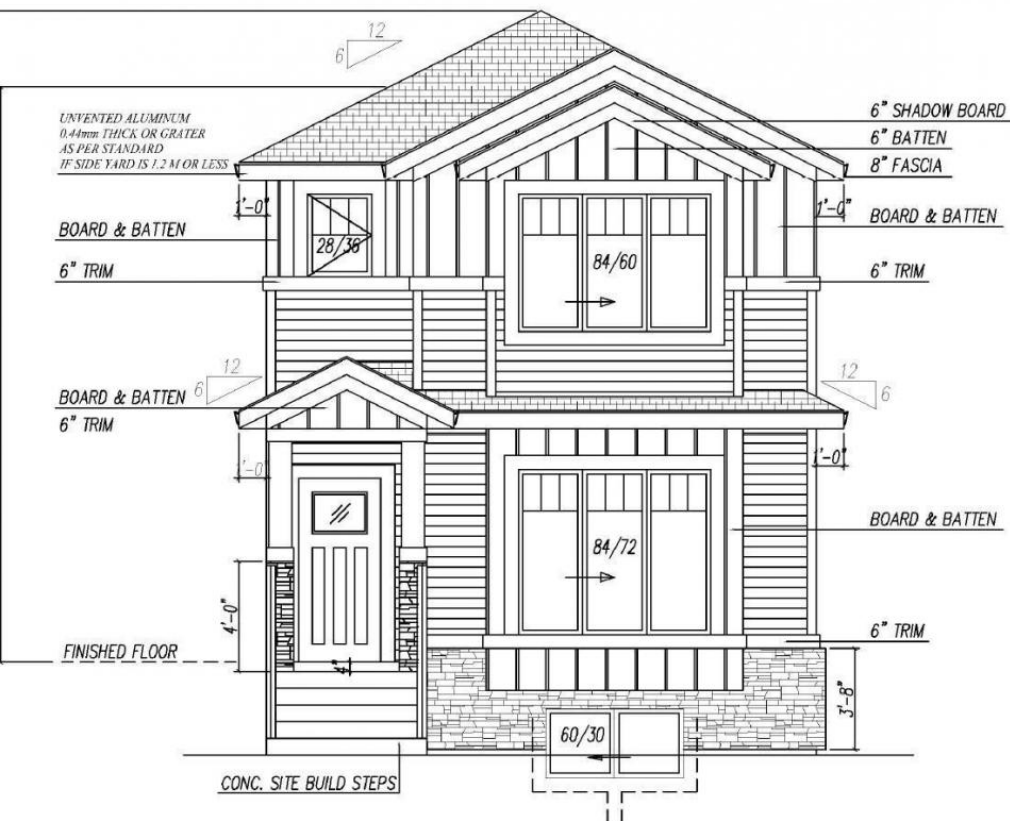 12
6
UNVENTED ALUMINUM
0.44mm THICK OR GRATER
AS PER STANDARD
IF SIDE YARD IS 1.2 M OR LESS
6" SHADOW BOARD
6" BATTEN
8" FASCIA
1'-0"
1'-0"
BOARD & BATTEN
BOARD & BATTEN
28/36
84/60
6" TRIM
6" TRIM
12
6
12
6
BOARD & BATTEN
6" TRIM
1'-0"
1'-0"
BOARD & BATTEN
84/72
4'-0"
6" TRIM
FINISHED FLOOR
4"
3'-8"
60/30
CONC. SITE BUILD STEPS